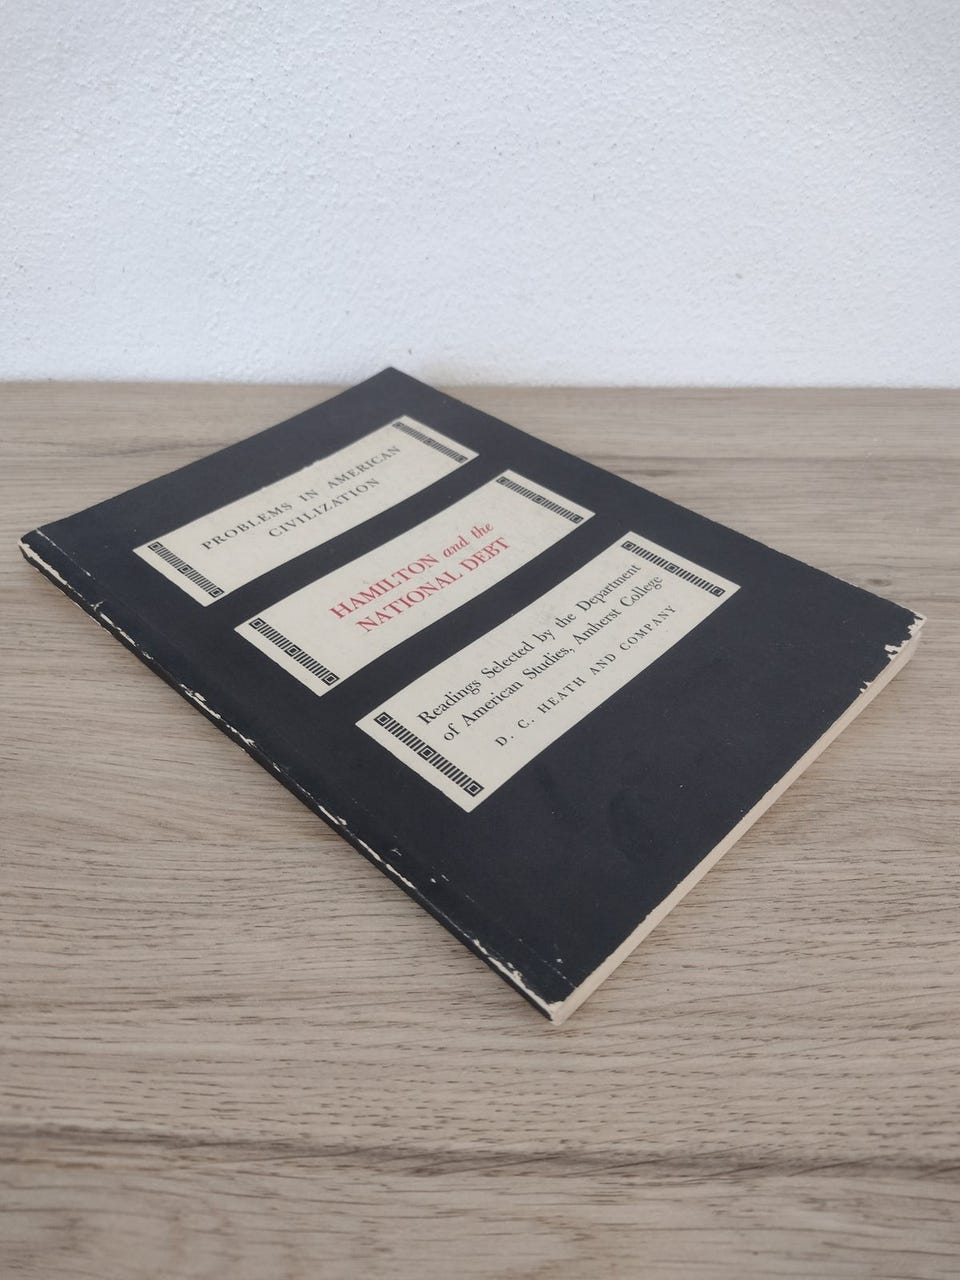 PROBLEMS IN AMERICAN
CIVILIZATION
HAMILTON and the
NATIONAL DEBT
Readings Selected by the Department
of American Studies, Amherst College
D. C. HEATH AND COMPANY